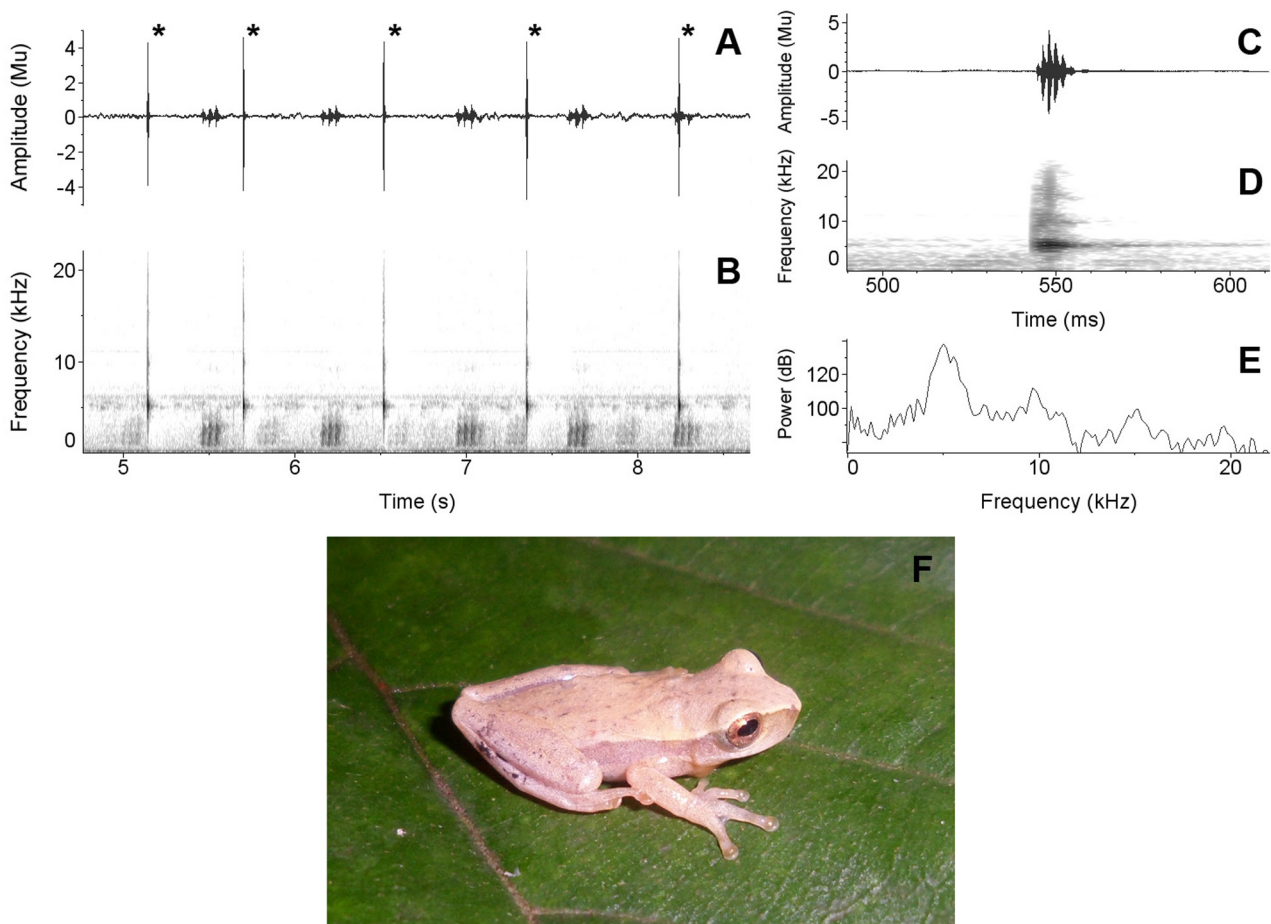 * * * * *
A
Amplitude (Mu)
4
2
0
-2
-4
B
Frequency (kHz)
20
10
0
5 6 7 8
Time (s)
C
Amplitude (Mu)
5
0
-5
D
Frequency (kHz)
20
10
0
500 550 600
Time (ms)
E
Power (dB)
120
100
0 10 20
Frequency (kHz)
F